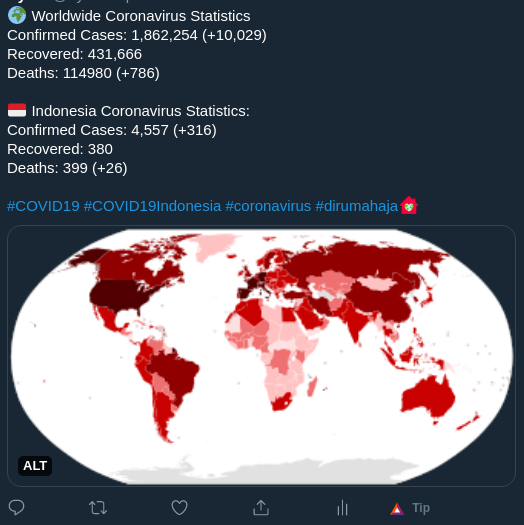 Worldwide Coronavirus Statistics
Confirmed Cases: 1,862,254 (+10,029)
Recovered: 431,666
Deaths: 114980 (+786)
Indonesia Coronavirus Statistics:
Confirmed Cases: 4,557 (+316)
Recovered: 380
Deaths: 399 (+26)
#COVID19 #COVID19Indonesia #coronavirus #dirumahaja
ALT
Tip